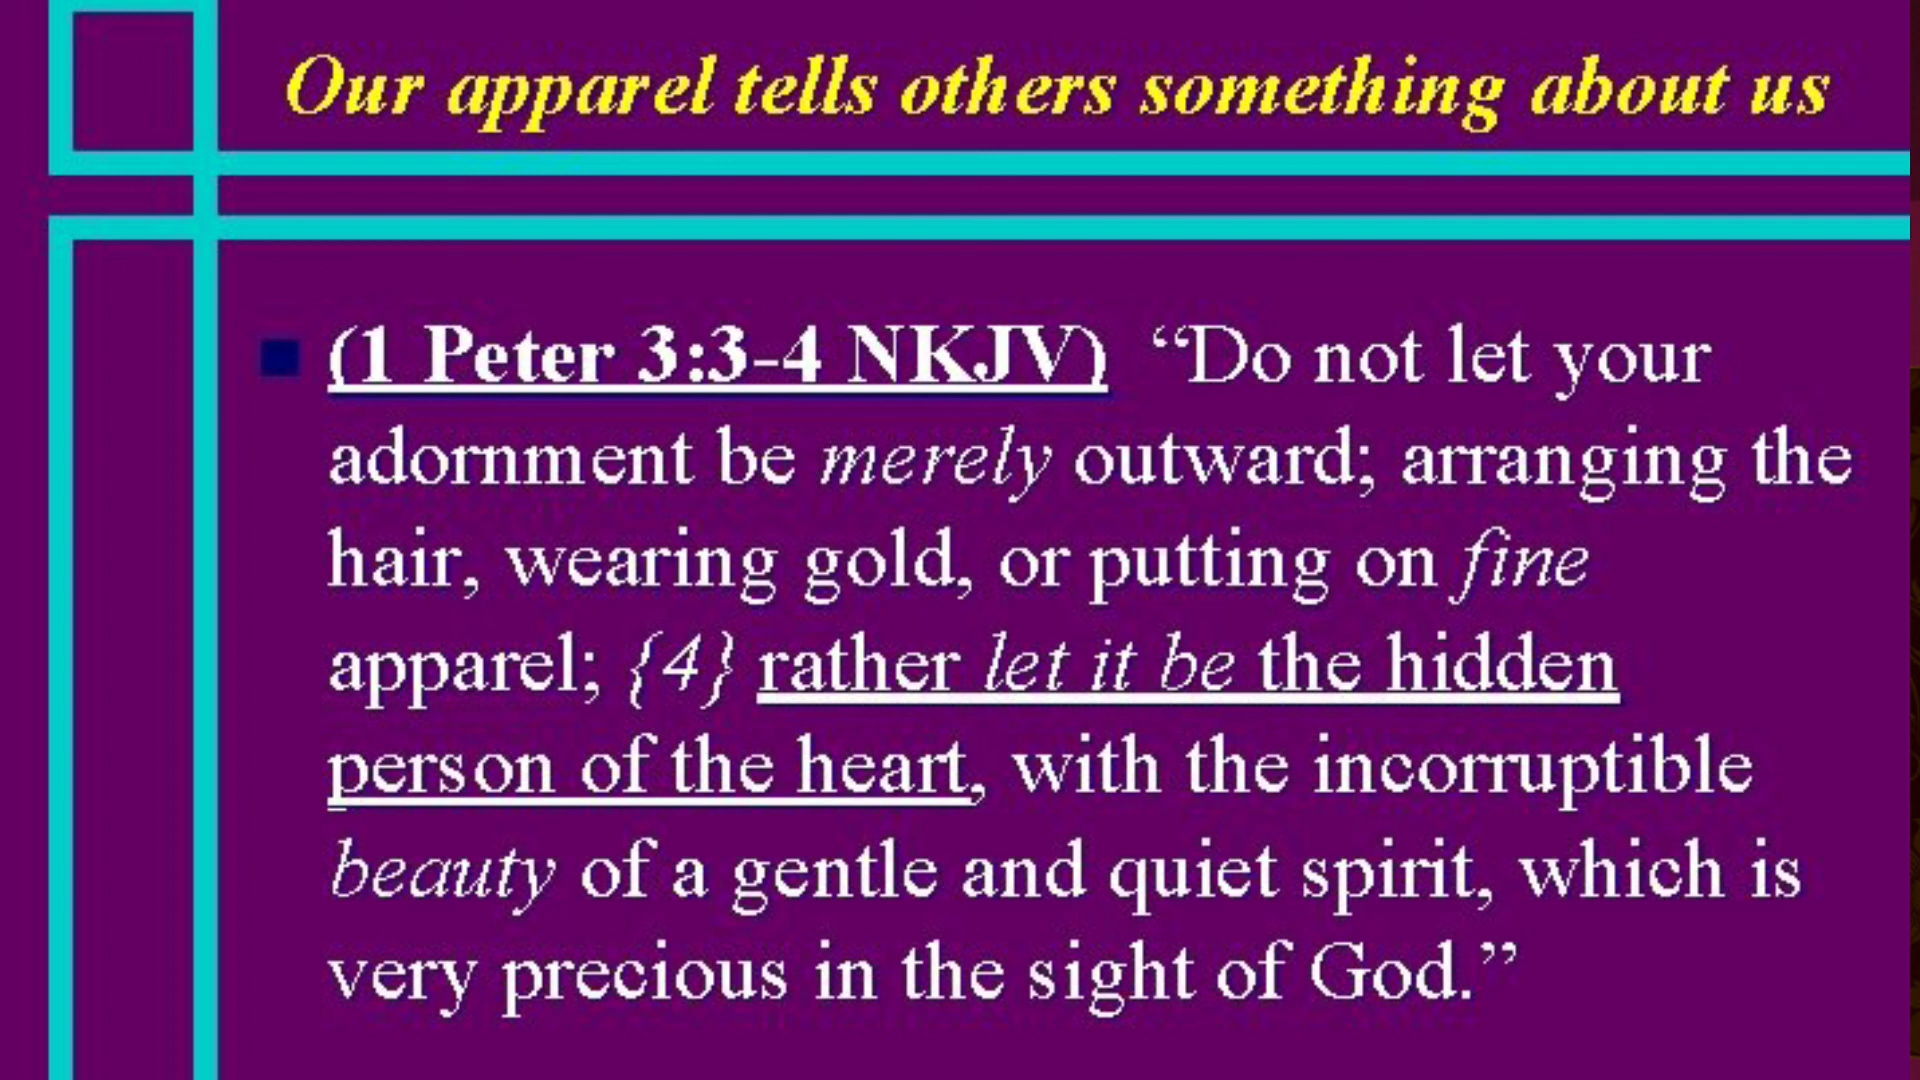 Our apparel tells others something about us
(1 Peter 3:3-4 NKJV) “Do not let your
adornment be merely outward; arranging the
hair, wearing gold, or putting on fine
apparel; {4} rather let it be the hidden
person of the heart, with the incorruptible
beauty of a gentle and quiet spirit, which is
very precious in the sight of God.”